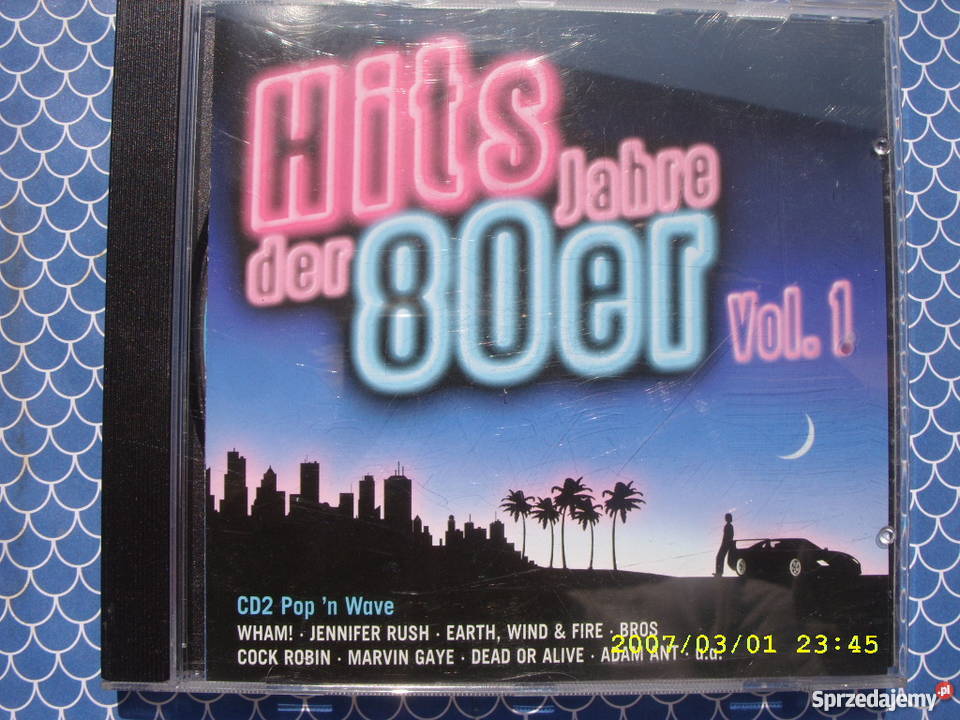 Hits
der 80er Jahre
Vol. 1
CD2 Pop 'n Wave
WHAM! · JENNIFER RUSH · EARTH, WIND & FIRE · BROS
COCK ROBIN · MARVIN GAYE · DEAD OR ALIVE · ADAM ANT · u.a.
2007/03/01 23:45
Sprzedajemy.pl